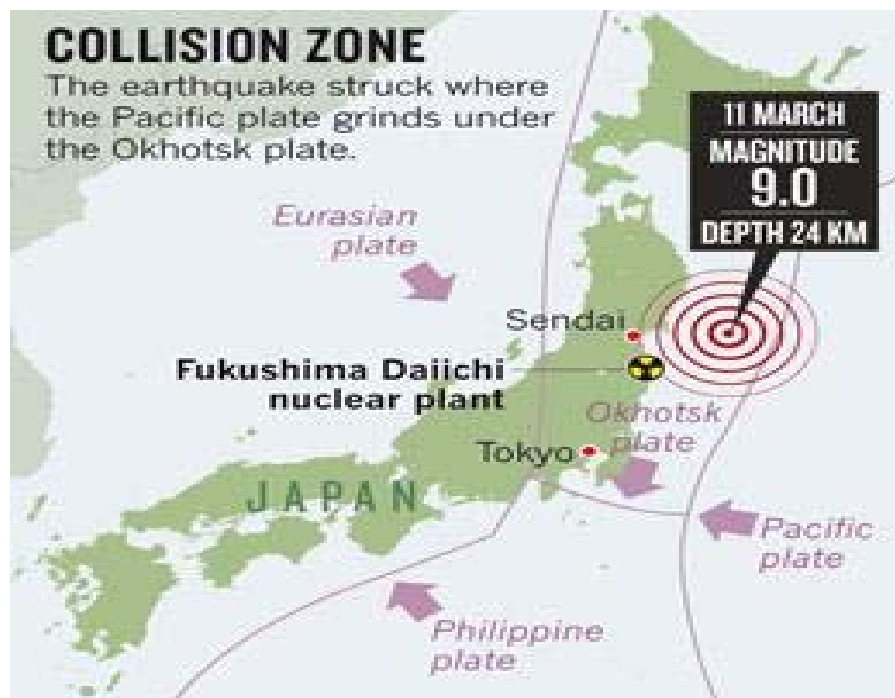 COLLISION ZONE
The earthquake struck where
the Pacific plate grinds under
the Okhotsk plate.
11 MARCH
MAGNITUDE
9.0
DEPTH 24 KM
Eurasian
plate
Sendai
Fukushima Daiichi
nuclear plant
Okhotsk
plate
Tokyo
JAPAN
Pacific
plate
Philippine
plate